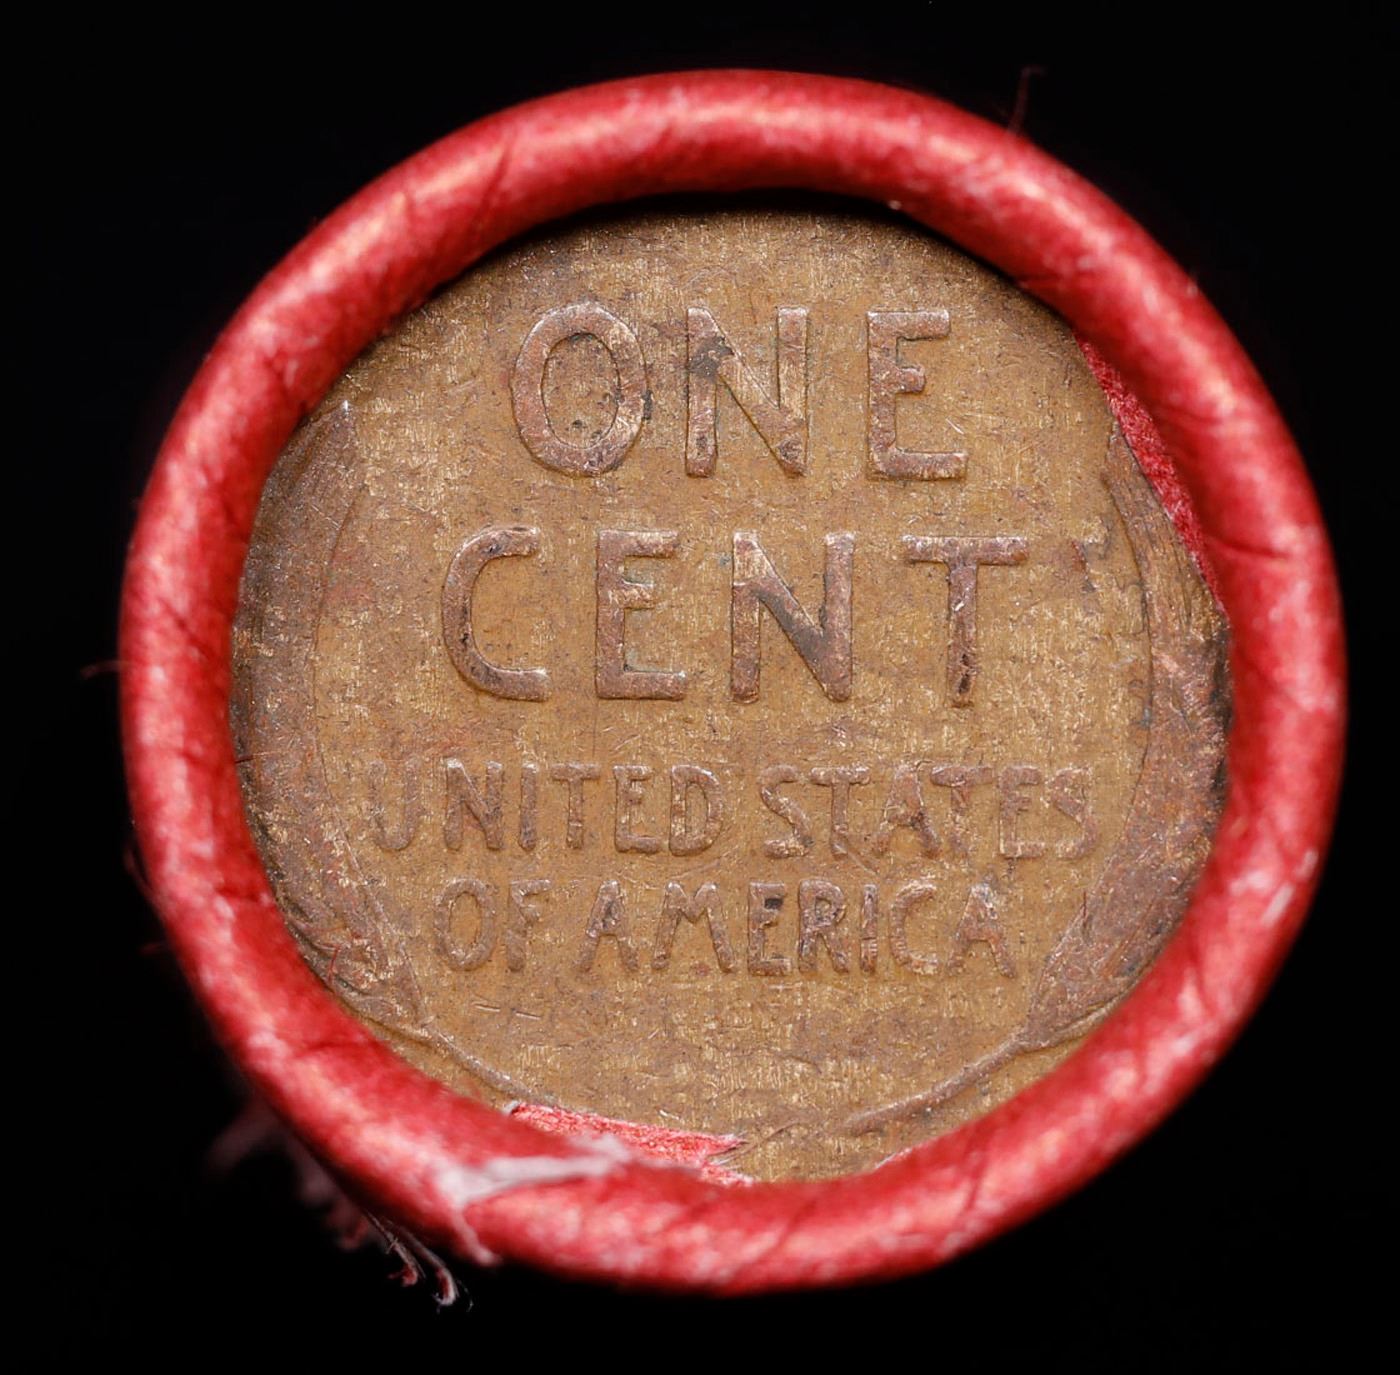 ONE
CENT
UNITED STATES
OF AMERICA